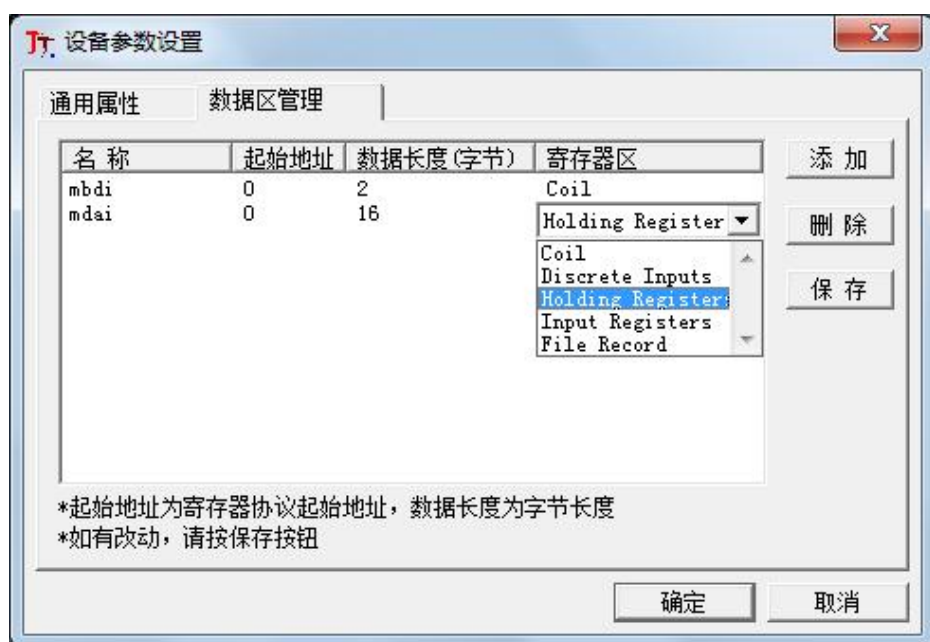 设备参数设置
通用属性 数据区管理
名 称 起始地址 数据长度(字节) 寄存器区
mbdi 0 2 Coil
mdai 0 16 Holding Register
Coil
Discrete Inputs
Holding Registers
Input Registers
File Record
添 加
删 除
保 存
*起始地址为寄存器协议起始地址，数据长度为字节长度
*如有改动，请按保存按钮
确定 取消